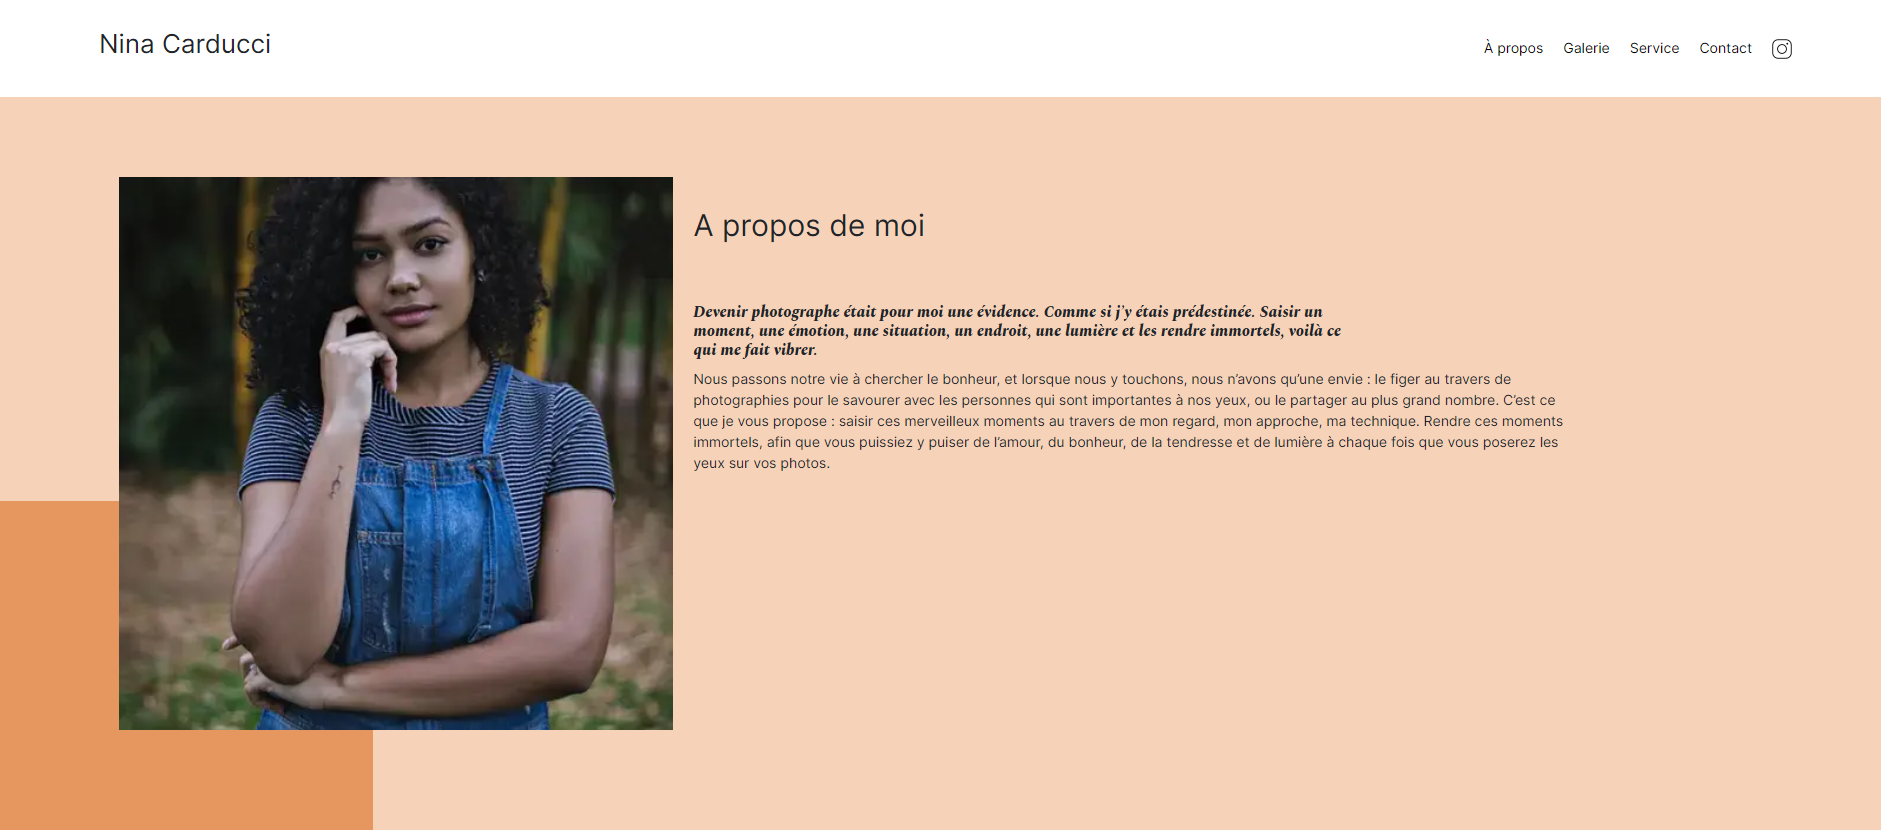 Nina Carducci
À propos Galerie Service Contact
A propos de moi
Devenir photographe était pour moi une évidence. Comme si j'y étais prédestinée. Saisir un
moment, une émotion, une situation, un endroit, une lumière et les rendre immortels, voilà ce
qui me fait vibrer.
Nous passons notre vie à chercher le bonheur, et lorsque nous y touchons, nous n’avons qu’une envie : le figer au travers de
photographies pour le savourer avec les personnes qui sont importantes à nos yeux, ou le partager au plus grand nombre. C’est ce
que je vous propose : saisir ces merveilleux moments au travers de mon regard, mon approche, ma technique. Rendre ces moments
immortels, afin que vous puissiez y puiser de l’amour, du bonheur, de la tendresse et de lumière à chaque fois que vous poserez les
yeux sur vos photos.